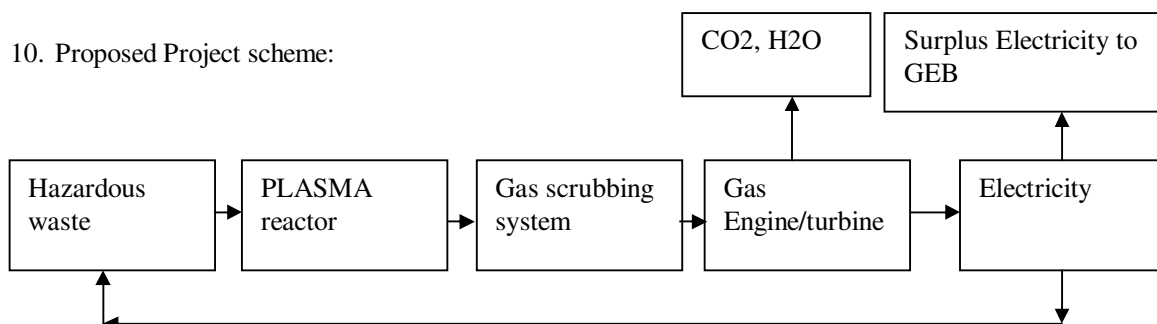 10. Proposed Project scheme:
CO2, H2O
Surplus Electricity to
GEB
Hazardous
waste
PLASMA
reactor
Gas scrubbing
system
Gas
Engine/turbine
Electricity